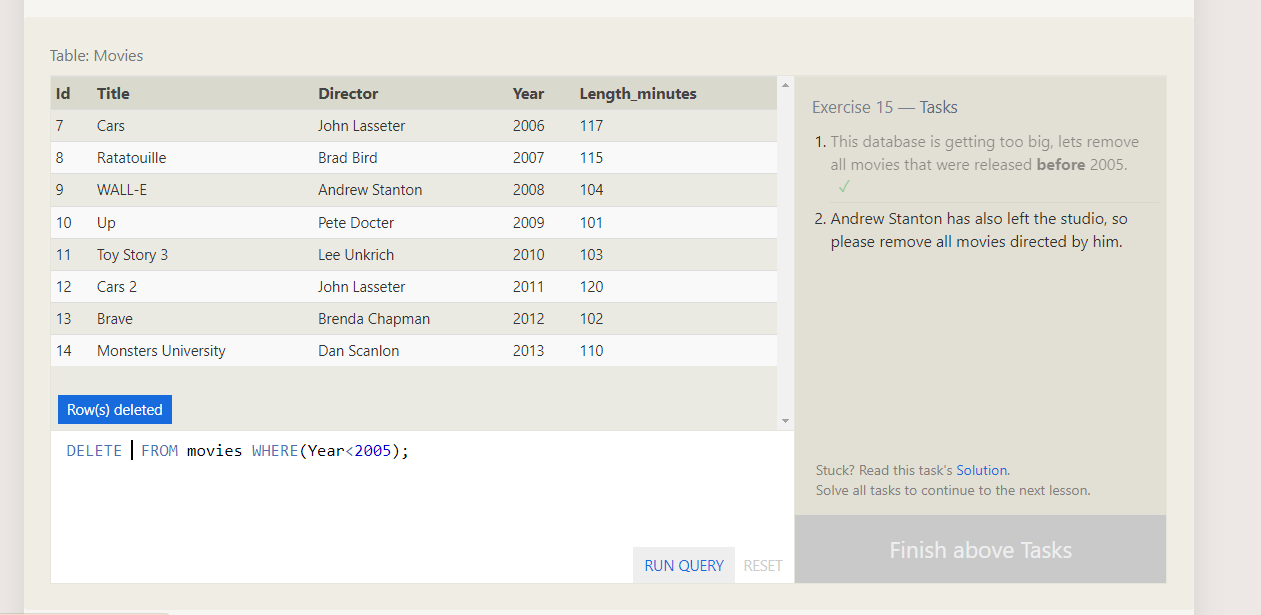 Table: Movies
Id Title Director Year Length_minutes
7 Cars John Lasseter 2006 117
8 Ratatouille Brad Bird 2007 115
9 WALL-E Andrew Stanton 2008 104
10 Up Pete Docter 2009 101
11 Toy Story 3 Lee Unkrich 2010 103
12 Cars 2 John Lasseter 2011 120
13 Brave Brenda Chapman 2012 102
14 Monsters University Dan Scanlon 2013 110
Row(s) deleted
DELETE FROM movies WHERE(Year<2005);
RUN QUERY RESET
Exercise 15 — Tasks
1. This database is getting too big, lets remove
all movies that were released before 2005.
✓
2. Andrew Stanton has also left the studio, so
please remove all movies directed by him.
Stuck? Read this task's Solution.
Solve all tasks to continue to the next lesson.
Finish above Tasks